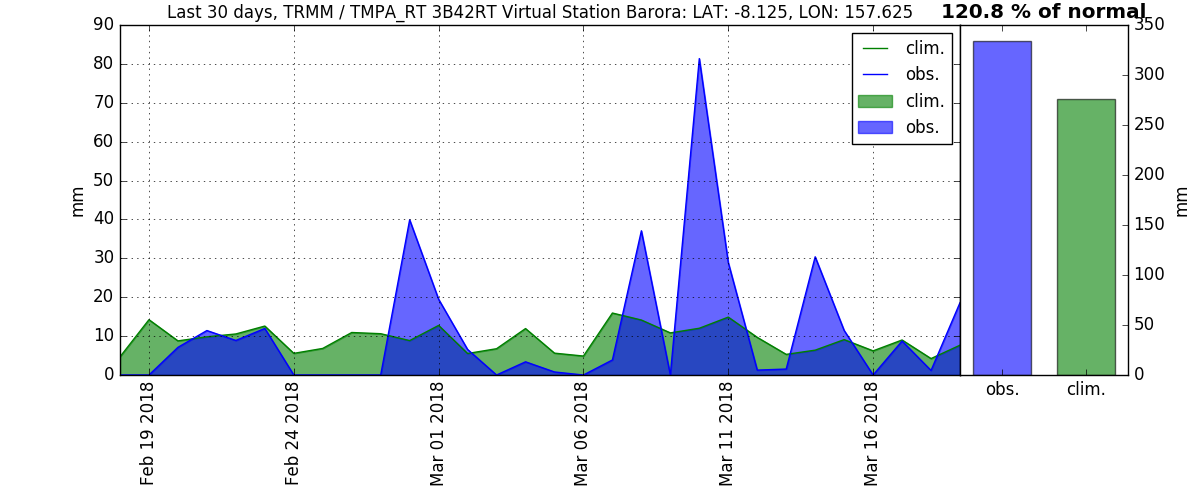 Last 30 days, TRMM / TMPA_RT 3B42RT Virtual Station Barora: LAT: -8.125, LON: 157.625
120.8 % of normal
90
80
70
60
50
40
30
20
10
0
mm
clim.
obs.
clim.
obs.
Feb 19 2018
Feb 24 2018
Mar 01 2018
Mar 06 2018
Mar 11 2018
Mar 16 2018
350
300
250
200
150
100
50
0
mm
obs.
clim.